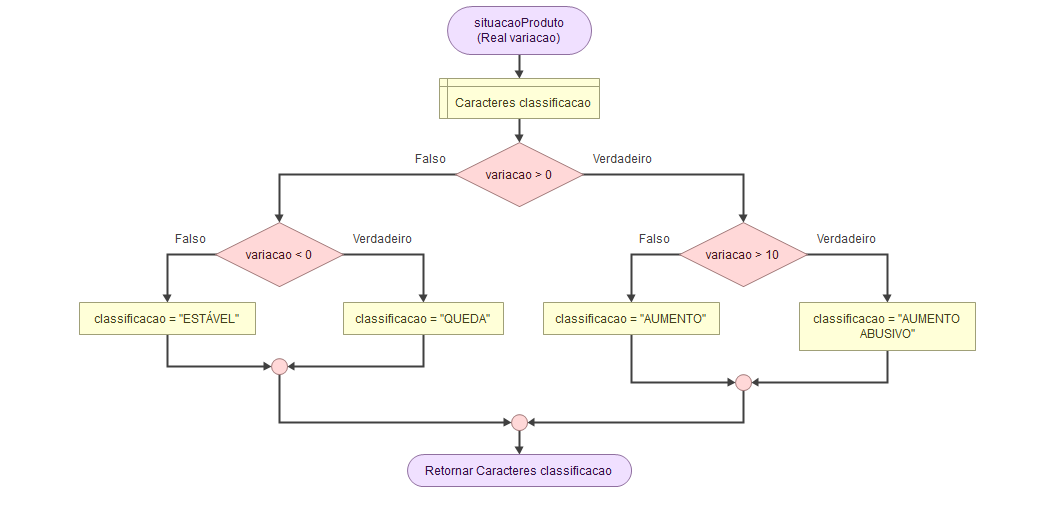 situacaoProduto
(Real variacao)
Caracteres classificacao
Falso
Verdadeiro
variacao > 0
Falso
Verdadeiro
Falso
Verdadeiro
variacao < 0
variacao > 10
classificacao = "ESTÁVEL"
classificacao = "QUEDA"
classificacao = "AUMENTO"
classificacao = "AUMENTO
ABUSIVO"
Retornar Caracteres classificacao